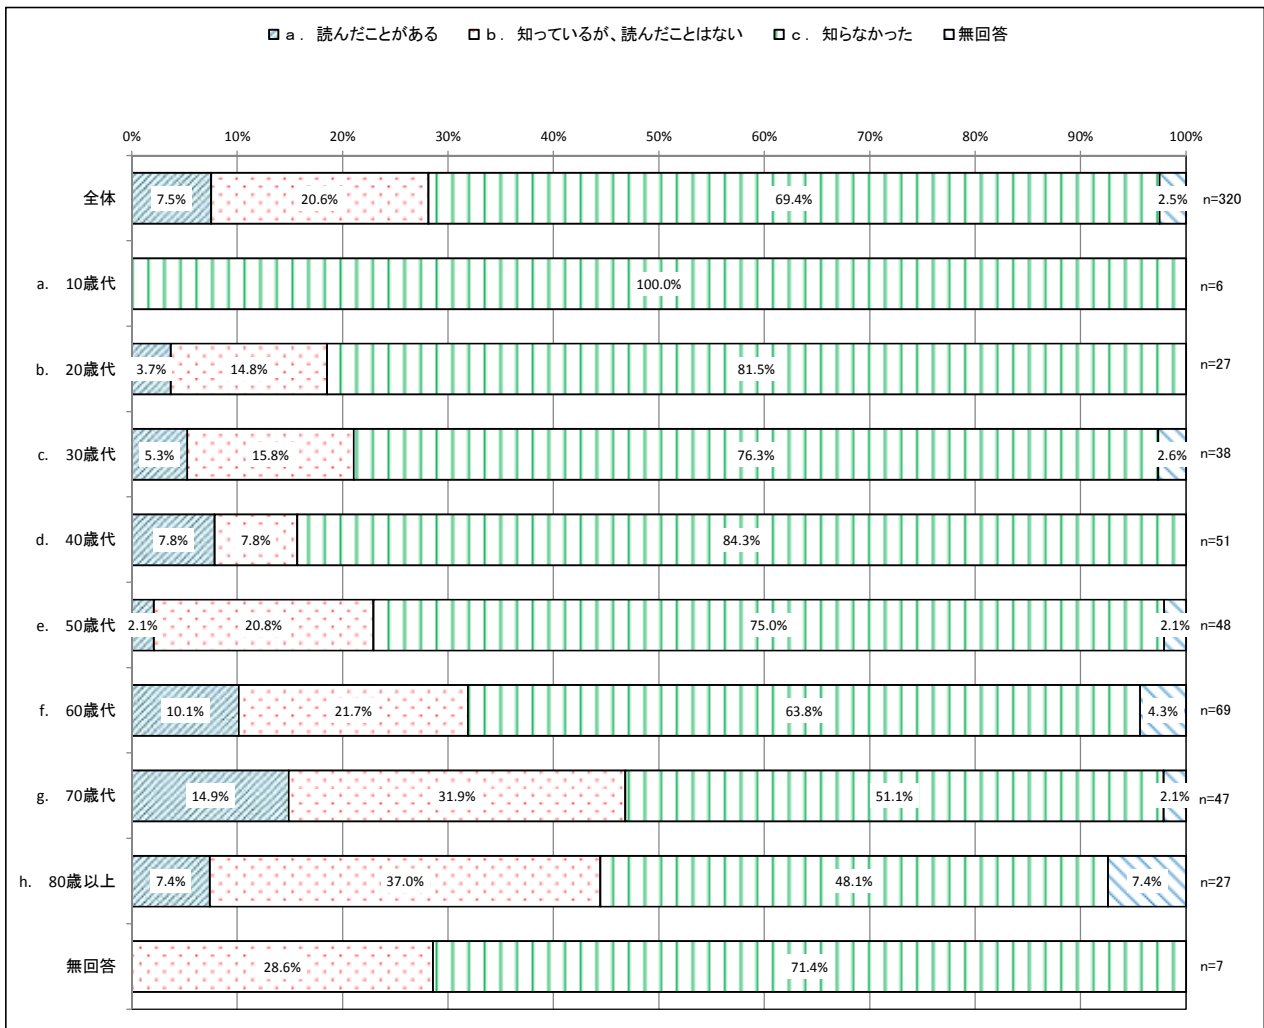 a. 読んだことがある b. 知っているが、読んだことはない c. 知らなかった 無回答
0% 10% 20% 30% 40% 50% 60% 70% 80% 90% 100%
全体 7.5% 20.6% 69.4% 2.5% n=320
a. 10歳代 100.0% n=6
b. 20歳代 3.7% 14.8% 81.5% n=27
c. 30歳代 5.3% 15.8% 76.3% 2.6% n=38
d. 40歳代 7.8% 7.8% 84.3% n=51
e. 50歳代 2.1% 20.8% 75.0% 2.1% n=48
f. 60歳代 10.1% 21.7% 63.8% 4.3% n=69
g. 70歳代 14.9% 31.9% 51.1% 2.1% n=47
h. 80歳以上 7.4% 37.0% 48.1% 7.4% n=27
無回答 28.6% 71.4% n=7